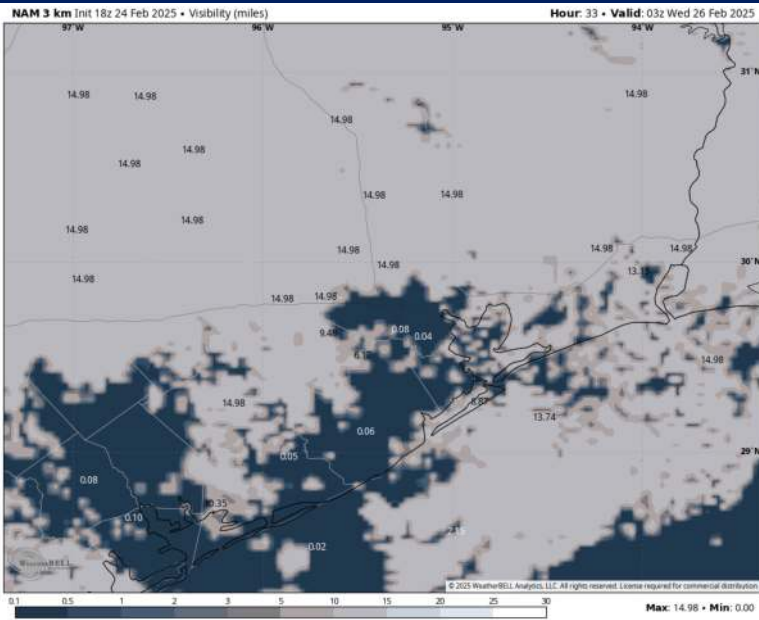 NAM 3 km Init 18z 24 Feb 2025 • Visibility (miles) Hour: 33 • Valid: 03z Wed 26 Feb 2025
97°W 96°W 95°W 94°W
31°N
14.98 14.98 14.98
14.98
14.98
14.98
14.98 14.98
14.98
14.98
14.98 14.98 14.98
30°N
14.98
14.98
14.98 14.98
0.08
9.48 0.04
14.98
14.98
8.87
13.74
0.06
29°N
0.05
0.08
0.10
0.02
WeatherBELL
© 2025 WeatherBELL Analytics, LLC. All rights reserved. License required for commercial distribution.
0.1 0.5 1 2 3 5 10 15 20 25 30
Max: 14.98 • Min: 0.00